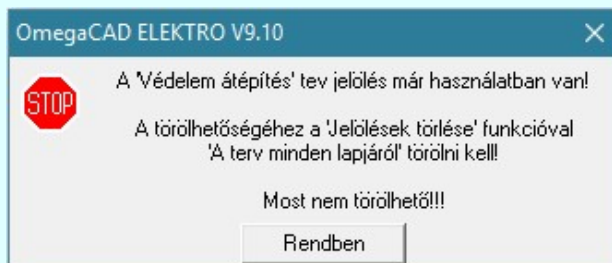 OmegaCAD ELEKTRO V9.10
STOP
A 'Védelem átépítés' tev jelölés már használatban van!
A törölhetőségéhez a 'Jelölések törlése' funkcióval
'A terv minden lapjáról' törölni kell!
Most nem törölhető!!!
Rendben